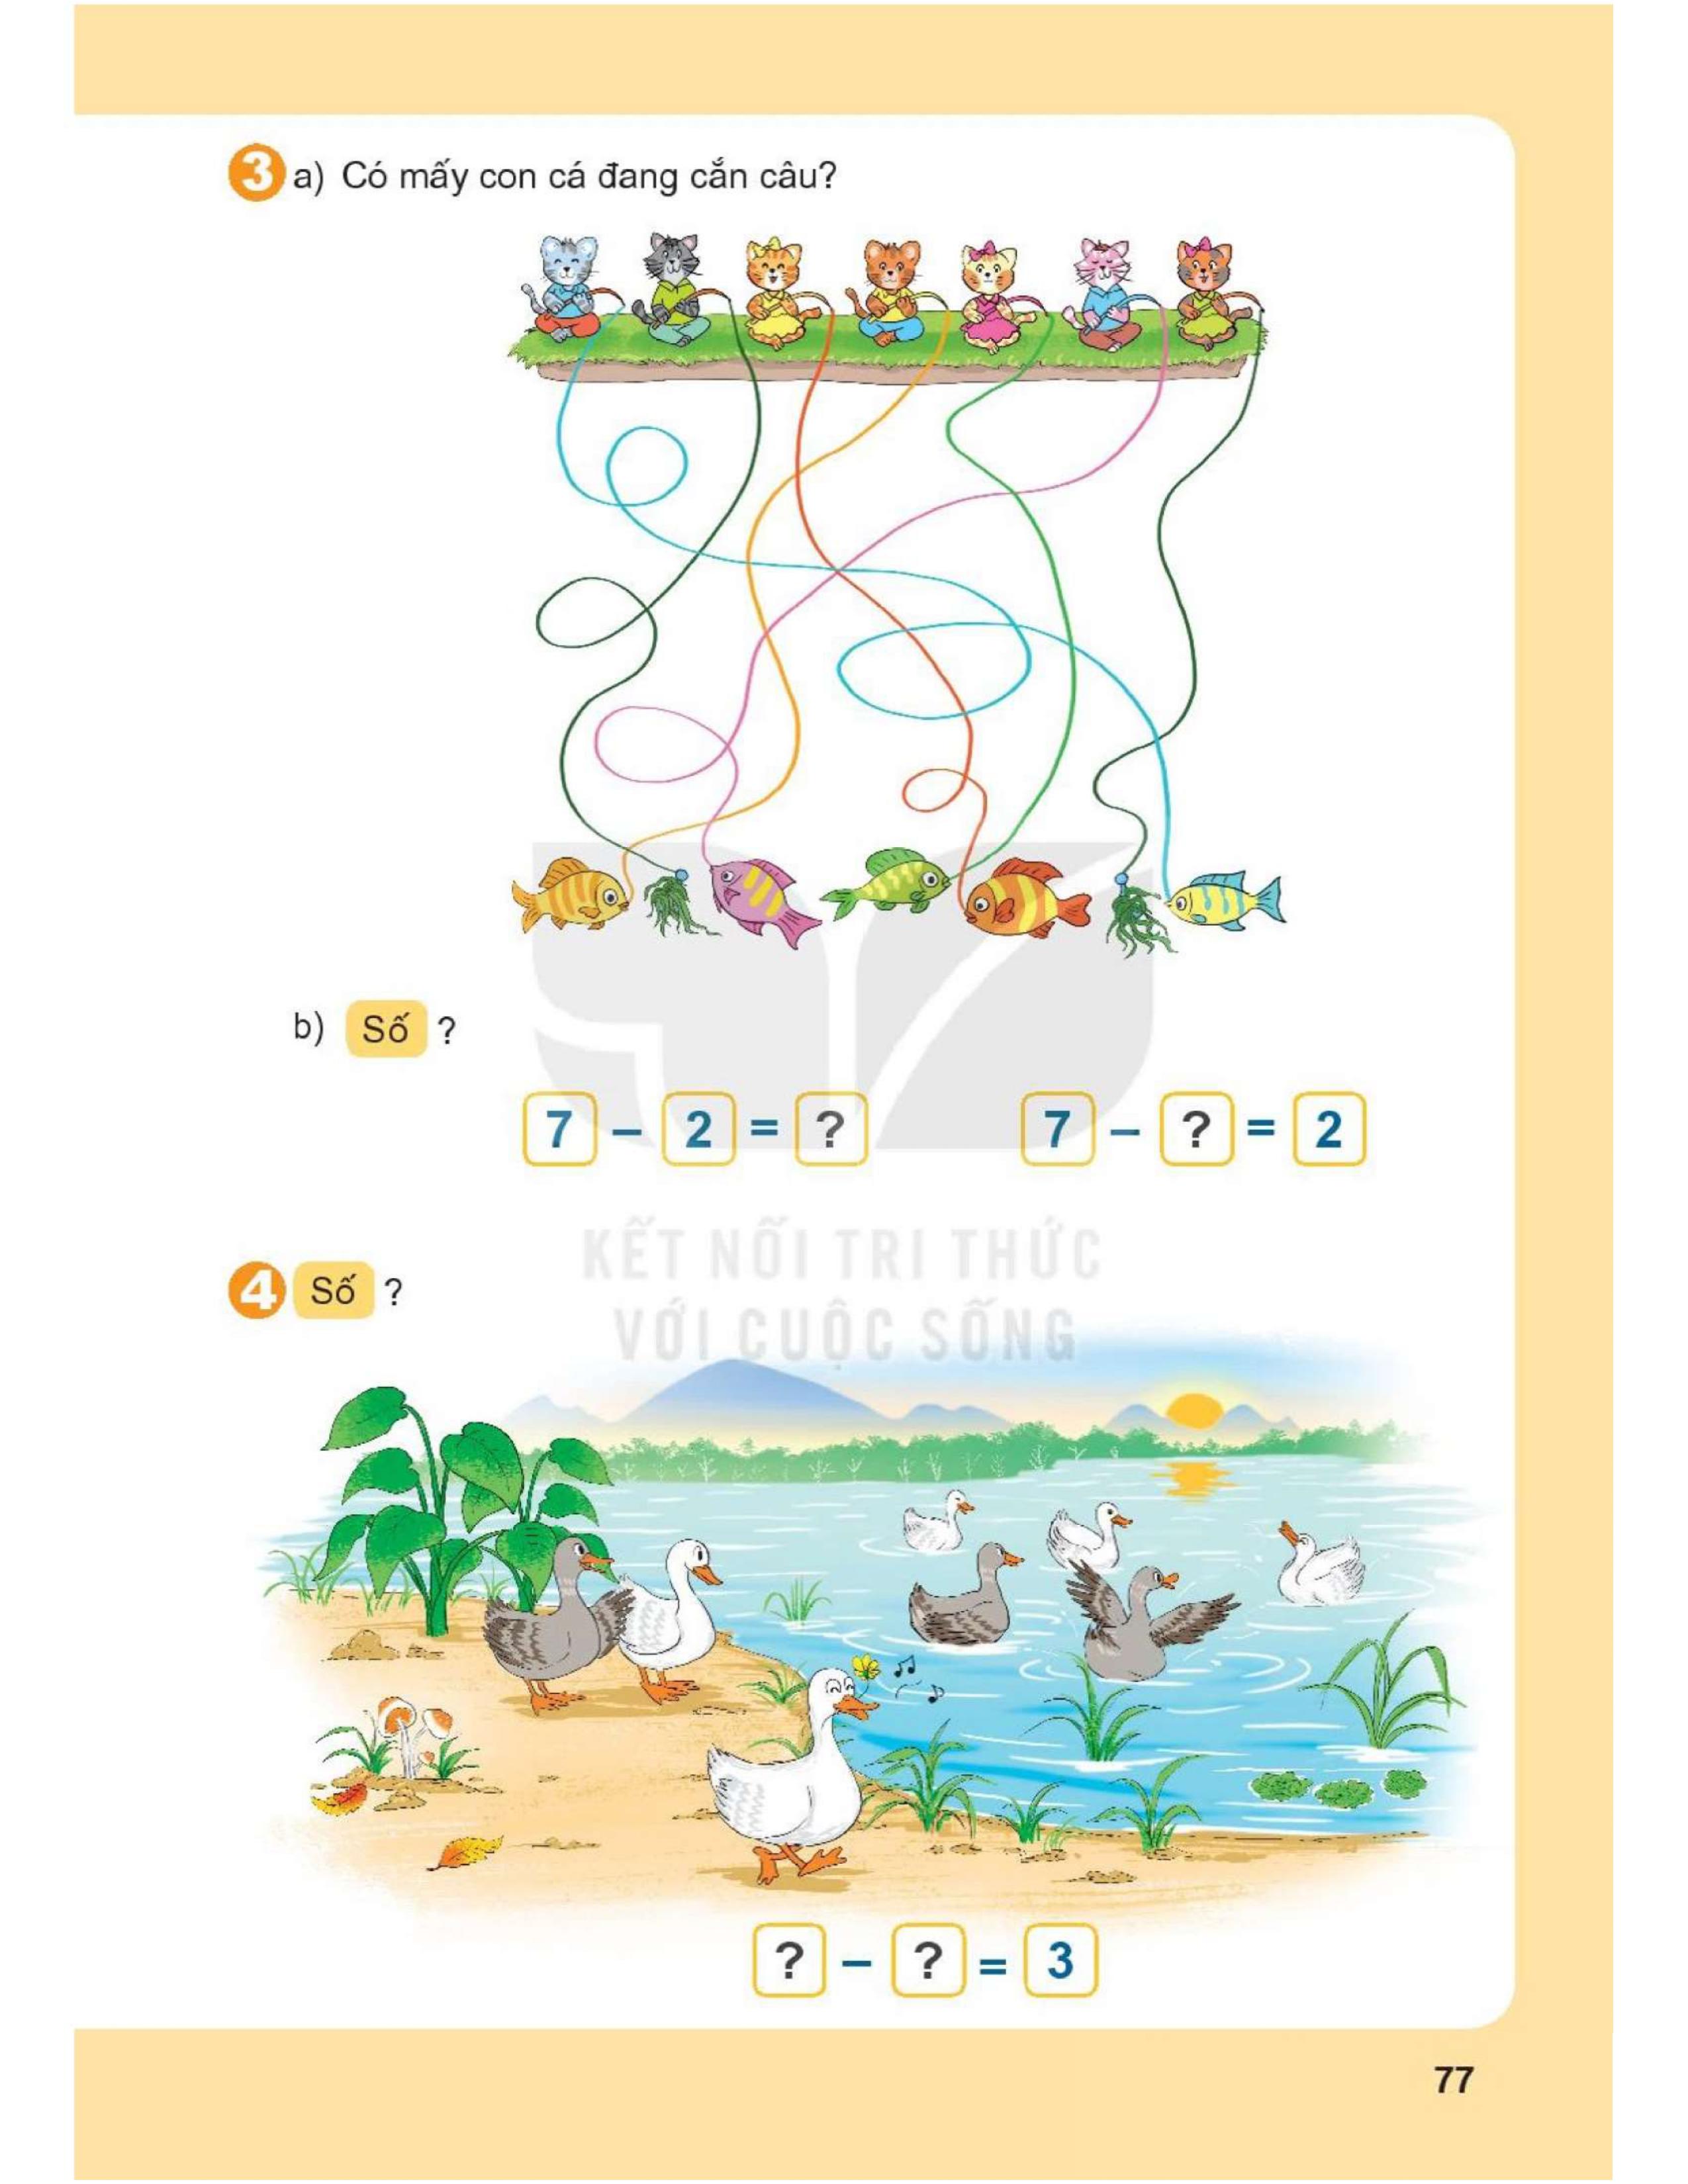 3 a) Có mấy con cá đang cắn câu?
b) Số ?
7 – 2 = ? 7 – ? = 2
KẾT NỐI TRI THỨC
VỚI CUỘC SỐNG
4 Số ?
? – ? = 3
77